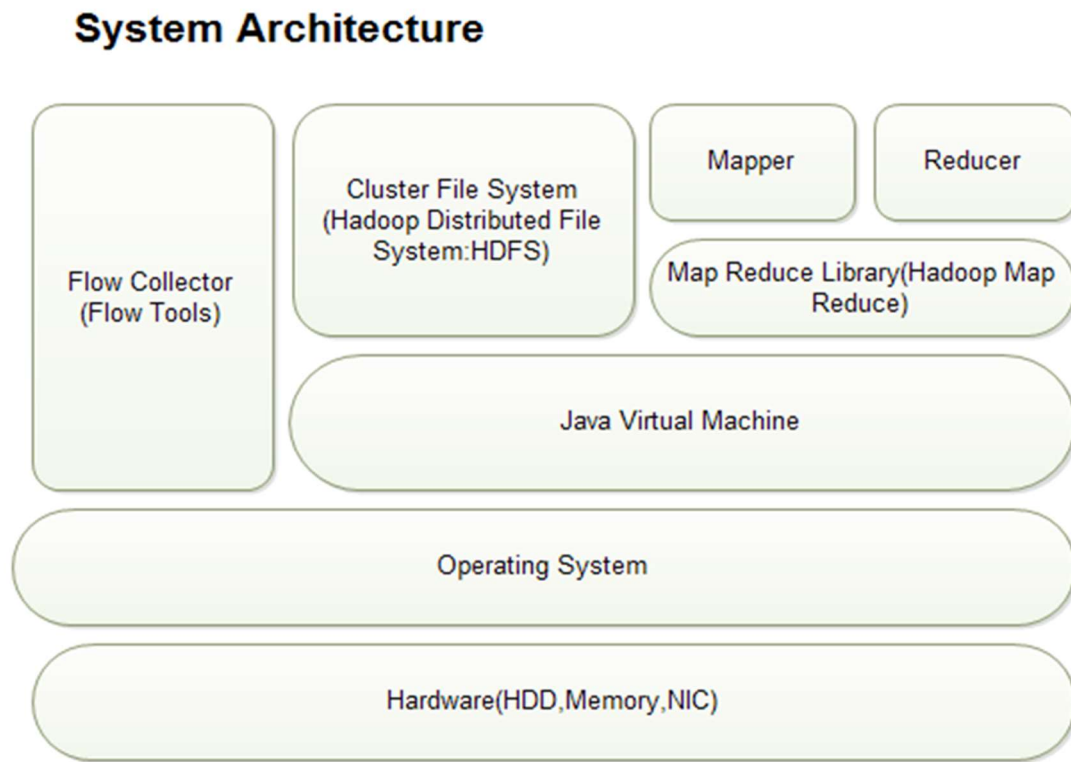 System Architecture
Flow Collector
(Flow Tools)
Cluster File System
(Hadoop Distributed File
System:HDFS)
Mapper
Reducer
Map Reduce Library(Hadoop Map
Reduce)
Java Virtual Machine
Operating System
Hardware(HDD,Memory,NIC)